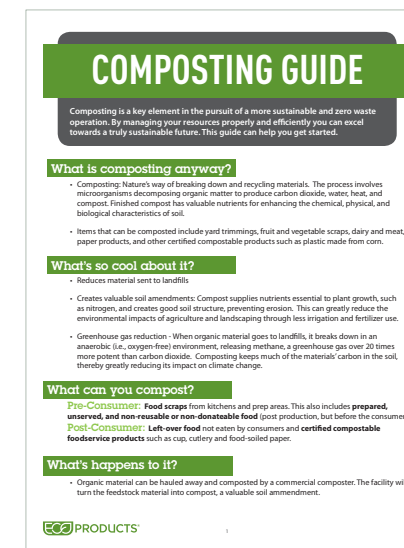 COMPOSTING GUIDE
Composting is a key element in the pursuit of a more sustainable and zero waste
operation. By managing your resources properly and efficiently you can excel
towards a truly sustainable future. This guide can help you get started.
What is composting anyway?
• Composting: Nature's way of breaking down and recycling materials. The process involves
microorganisms decomposing organic matter to produce carbon dioxide, water, heat, and
compost. Finished compost has valuable nutrients for enhancing the chemical, physical, and
biological characteristics of soil.
• Items that can be composted include yard trimmings, fruit and vegetable scraps, dairy and meat,
paper products, and other certified compostable products such as plastic made from corn.
What's so cool about it?
• Reduces material sent to landfills
• Creates valuable soil amendments: Compost supplies nutrients essential to plant growth, such
as nitrogen, and creates good soil structure, preventing erosion. This can greatly reduce the
environmental impacts of agriculture and landscaping through less irrigation and fertilizer use.
• Greenhouse gas reduction - When organic material goes to landfills, it breaks down in an
anaerobic (i.e., oxygen-free) environment, releasing methane, a greenhouse gas over 20 times
more potent than carbon dioxide. Composting keeps much of the materials' carbon in the soil,
thereby greatly reducing its impact on climate change.
What can you compost?
Pre-Consumer: Food scraps from kitchens and prep areas. This also includes prepared,
unserved, and non-reusable or non-donateable food (post production, but before the consumer
Post-Consumer: Left-over food not eaten by consumers and certified compostable
foodservice products such as cup, cutlery and food-soiled paper.
What's happens to it?
• Organic material can be hauled away and composted by a commercial composter. The facility wil
turn the feedstock material into compost, a valuable soil ammendment.
ECO PRODUCTS
1